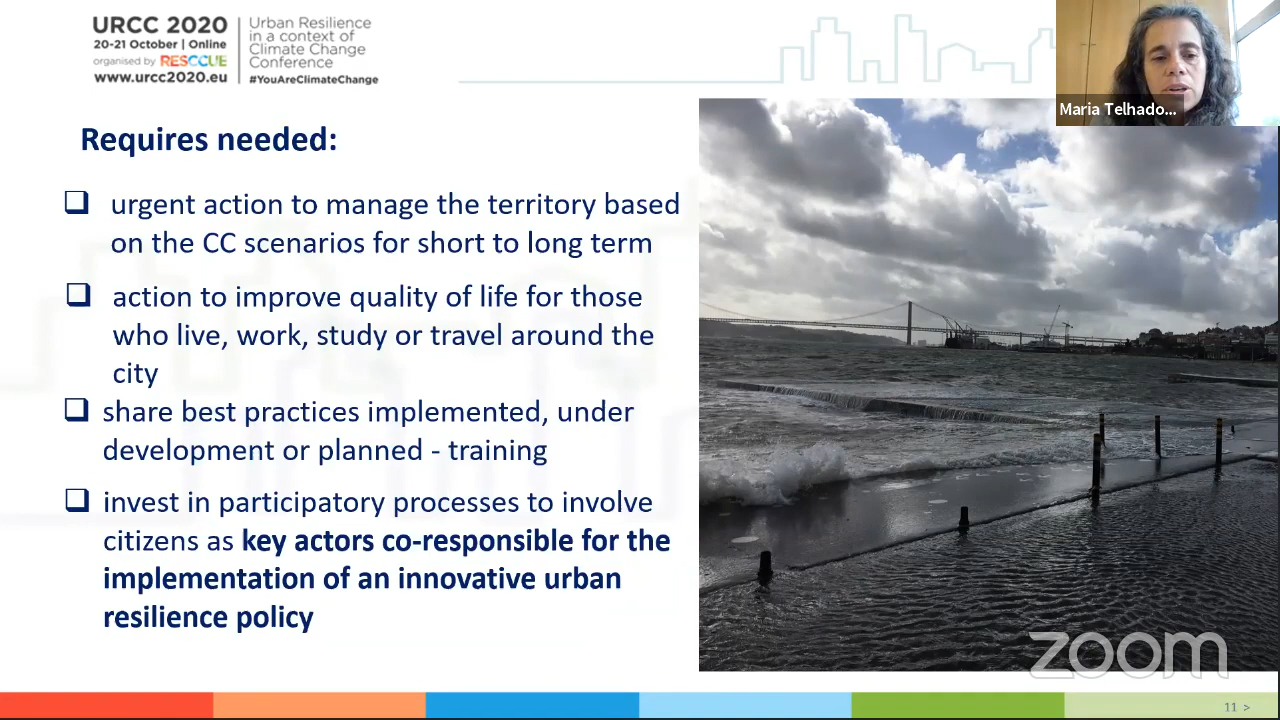 URCC 2020
20-21 October | Online
organised by RESCCUE
www.urcc2020.eu
Urban Resilience
in a context of
Climate Change
Conference
#YouAreClimateChange
Maria Telhado...
Requires needed:
urgent action to manage the territory based
on the CC scenarios for short to long term
action to improve quality of life for those
who live, work, study or travel around the
city
share best practices implemented, under
development or planned - training
invest in participatory processes to involve
citizens as key actors co-responsible for the
implementation of an innovative urban
resilience policy
zoom
11 >